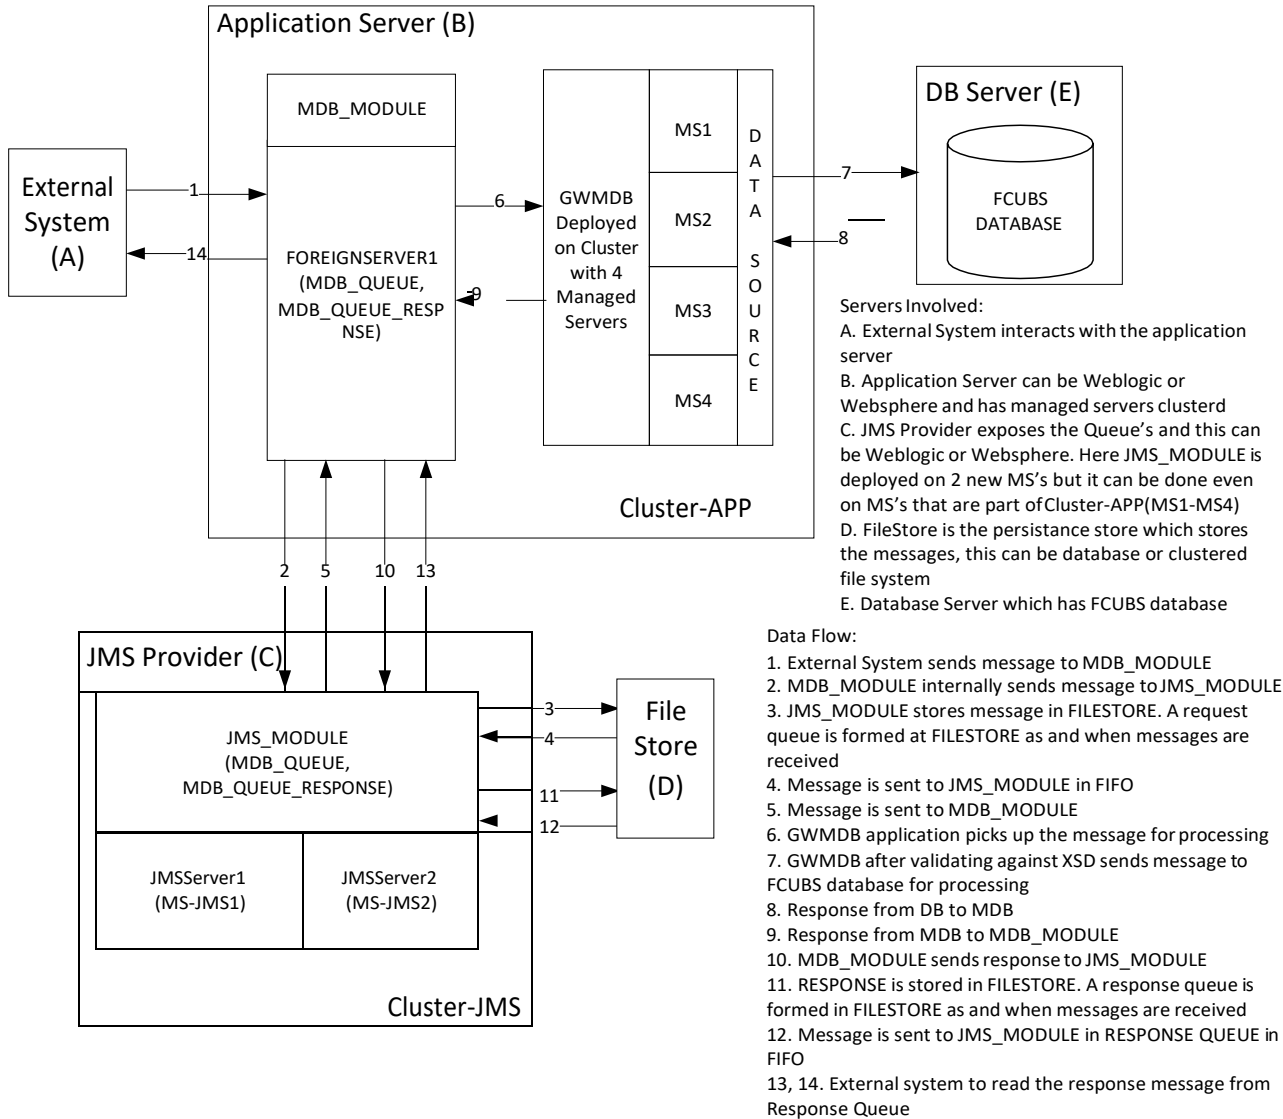 Application Server (B)
MDB_MODULE
FOREIGNSERVER1
(MDB_QUEUE,
MDB_QUEUE_RESP
NSE)
External
System
(A)
1
14
6
9
GWMDB
Deployed
on Cluster
with 4
Managed
Servers
MS1
MS2
MS3
MS4
D
A
T
A
S
O
U
R
C
E
Cluster-APP
7
8
DB Server (E)
FCUBS
DATABASE
2
5
10
13
JMS Provider (C)
JMS_MODULE
(MDB_QUEUE,
MDB_QUEUE_RESPONSE)
JMSServer1
(MS-JMS1)
JMSServer2
(MS-JMS2)
Cluster-JMS
3
4
11
12
File
Store
(D)
Servers Involved:
A. External System interacts with the application
server
B. Application Server can be Weblogic or
Websphere and has managed servers clusterd
C. JMS Provider exposes the Queue's and this can
be Weblogic or Websphere. Here JMS_MODULE is
deployed on 2 new MS's but it can be done even
on MS's that are part of Cluster-APP(MS1-MS4)
D. FileStore is the persistance store which stores
the messages, this can be database or clustered
file system
E. Database Server which has FCUBS database
Data Flow:
1. External System sends message to MDB_MODULE
2. MDB_MODULE internally sends message to JMS_MODULE
3. JMS_MODULE stores message in FILESTORE. A request
queue is formed at FILESTORE as and when messages are
received
4. Message is sent to JMS_MODULE in FIFO
5. Message is sent to MDB_MODULE
6. GWMDB application picks up the message for processing
7. GWMDB after validating against XSD sends message to
FCUBS database for processing
8. Response from DB to MDB
9. Response from MDB to MDB_MODULE
10. MDB_MODULE sends response to JMS_MODULE
11. RESPONSE is stored in FILESTORE. A response queue is
formed in FILESTORE as and when messages are received
12. Message is sent to JMS_MODULE in RESPONSE QUEUE in
FIFO
13, 14. External system to read the response message from
Response Queue